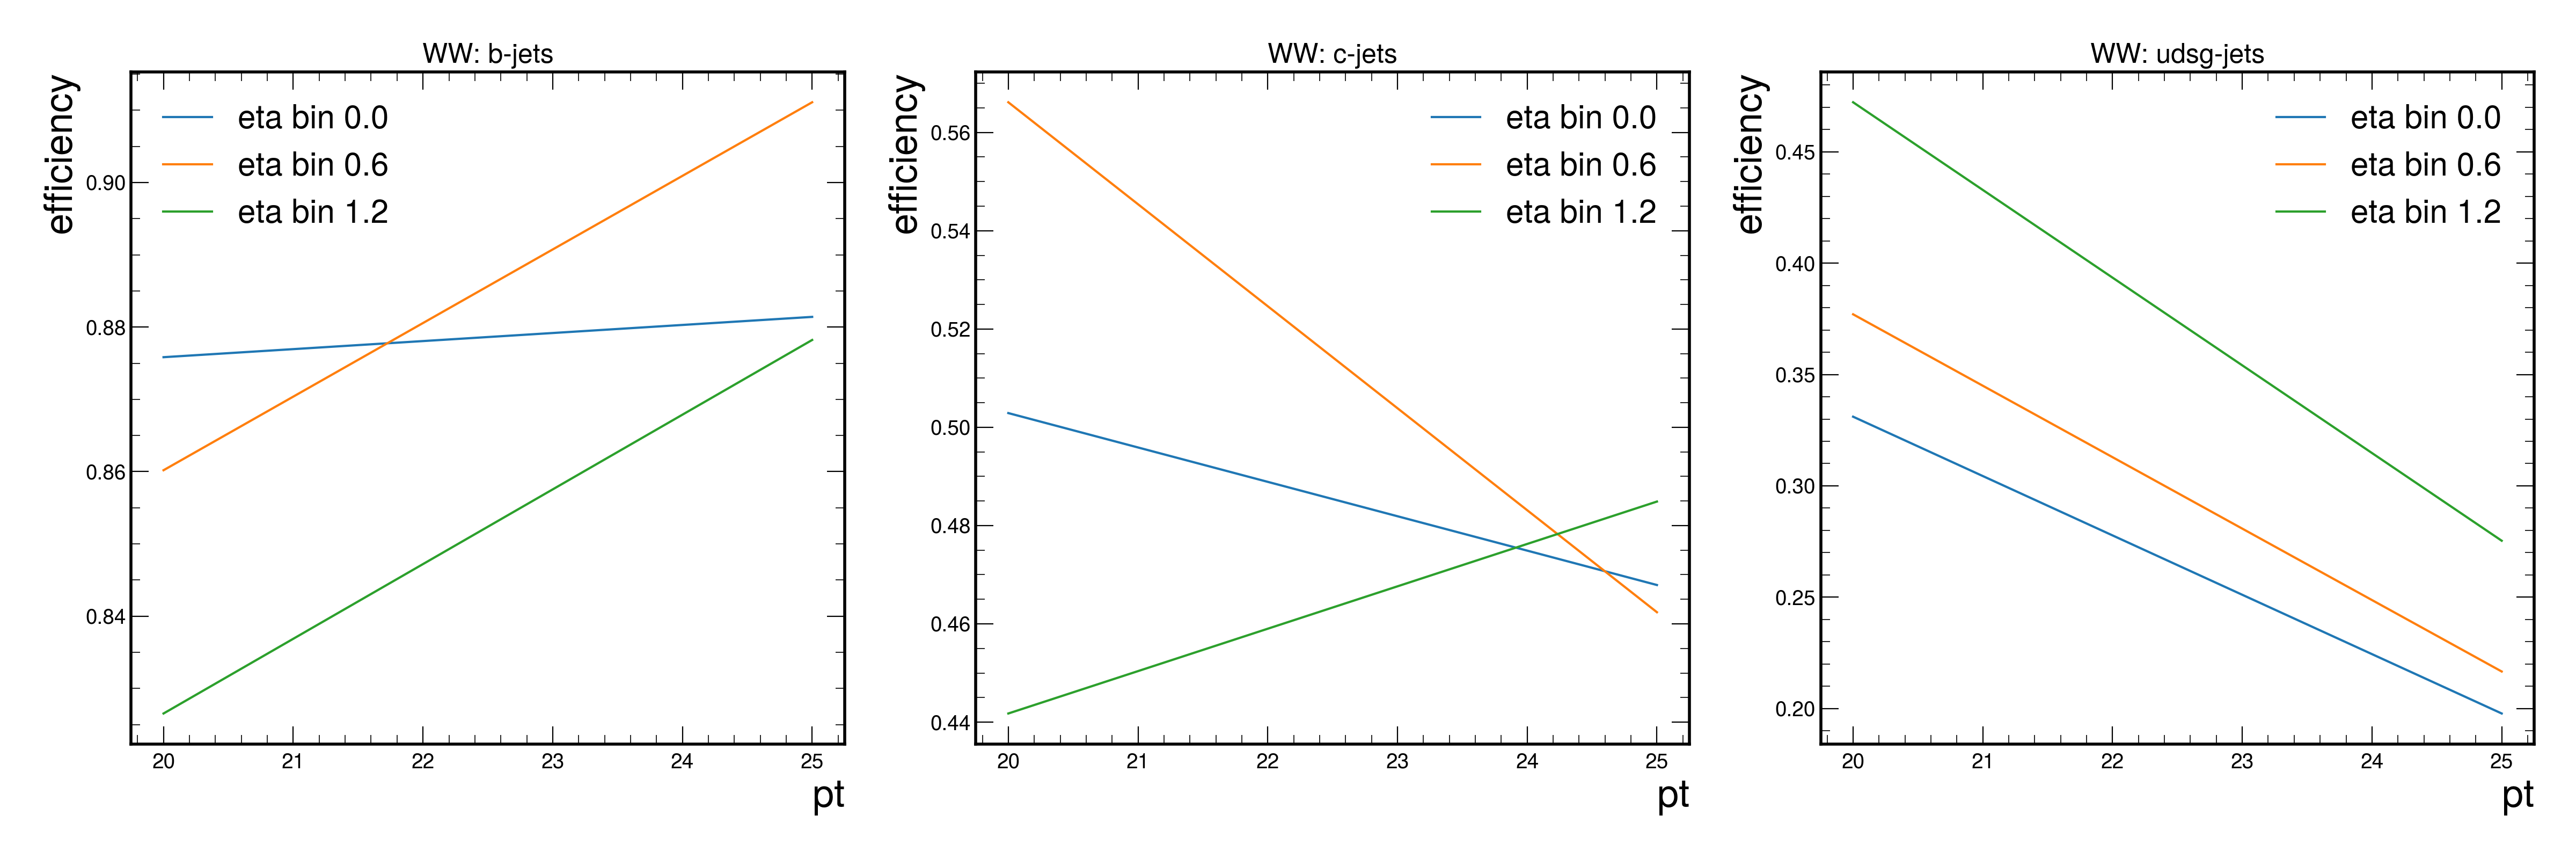 WW: b-jets
efficiency
eta bin 0.0
eta bin 0.6
eta bin 1.2
0.90
0.88
0.86
0.84
20 21 22 23 24 25
pt
WW: c-jets
efficiency
eta bin 0.0
eta bin 0.6
eta bin 1.2
0.56
0.54
0.52
0.50
0.48
0.46
0.44
20 21 22 23 24 25
pt
WW: udsg-jets
efficiency
eta bin 0.0
eta bin 0.6
eta bin 1.2
0.45
0.40
0.35
0.30
0.25
0.20
20 21 22 23 24 25
pt